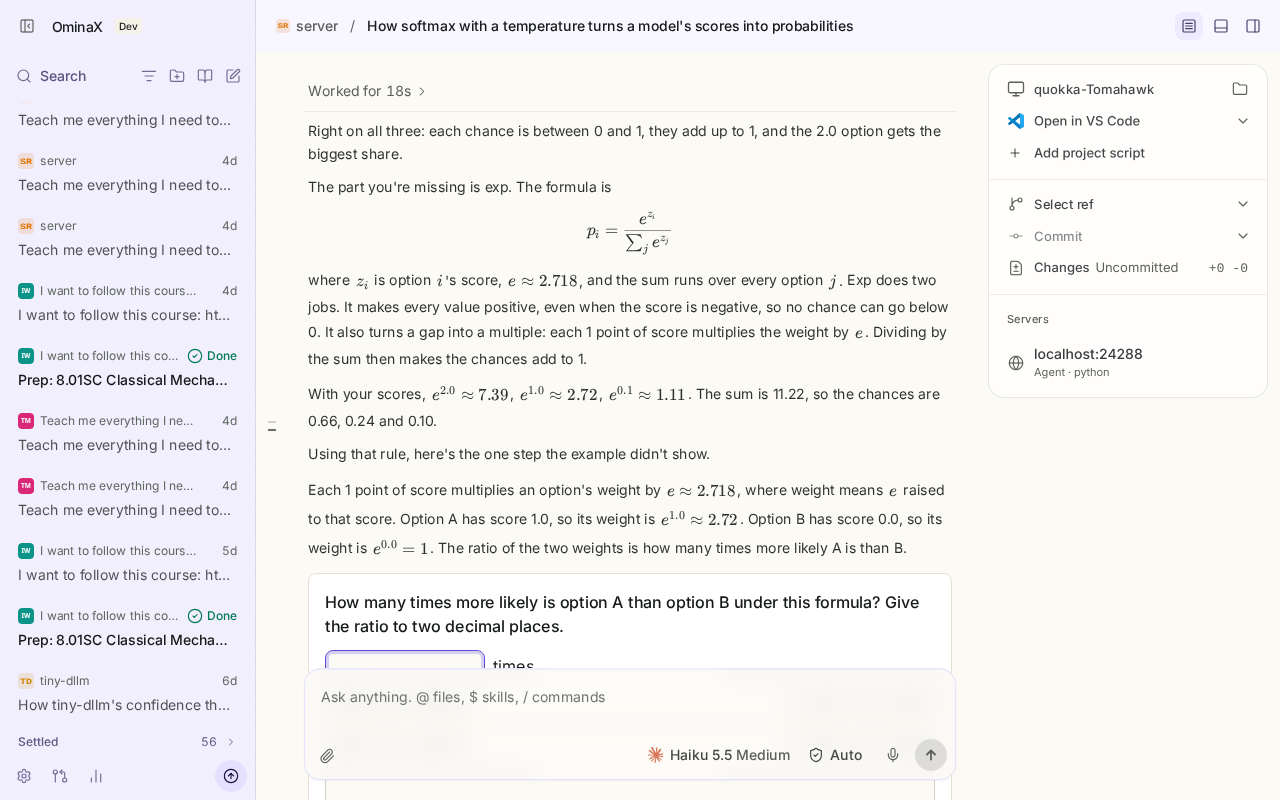 OminaX Dev
Search
Teach me everything I need to...
SR server 4d
Teach me everything I need to...
SR server 4d
Teach me everything I need to...
IW I want to follow this cours... 4d
I want to follow this course: ht...
IW I want to follow this co... Done
Prep: 8.01SC Classical Mecha...
TM Teach me everything I ne... 4d
Teach me everything I need to...
TM Teach me everything I ne... 4d
Teach me everything I need to...
IW I want to follow this cours... 5d
I want to follow this course: ht...
IW I want to follow this co... Done
Prep: 8.01SC Classical Mecha...
TD tiny-dllm 6d
How tiny-dllm's confidence th...
Settled 56
SR server / How softmax with a temperature turns a model's scores into probabilities
Worked for 18s
Right on all three: each chance is between 0 and 1, they add up to 1, and the 2.0 option gets the
biggest share.
The part you're missing is exp. The formula is
p_i = e^{z_i} / ∑_j e^{z_j}
where z_i is option i's score, e ≈ 2.718, and the sum runs over every option j. Exp does two
jobs. It makes every value positive, even when the score is negative, so no chance can go below
0. It also turns a gap into a multiple: each 1 point of score multiplies the weight by e. Dividing by
the sum then makes the chances add to 1.
With your scores, e^{2.0} ≈ 7.39, e^{1.0} ≈ 2.72, e^{0.1} ≈ 1.11. The sum is 11.22, so the chances are
0.66, 0.24 and 0.10.
Using that rule, here's the one step the example didn't show.
Each 1 point of score multiplies an option's weight by e ≈ 2.718, where weight means e raised
to that score. Option A has score 1.0, so its weight is e^{1.0} ≈ 2.72. Option B has score 0.0, so its
weight is e^{0.0} = 1. The ratio of the two weights is how many times more likely A is than B.
How many times more likely is option A than option B under this formula? Give
the ratio to two decimal places.
times
Ask anything. @ files, $ skills, / commands
Haiku 5.5 Medium Auto
quokka-Tomahawk
Open in VS Code
Add project script
Select ref
Commit
Changes Uncommitted +0 -0
Servers
localhost:24288
Agent · python